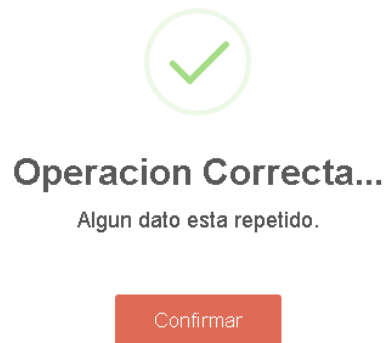 Operacion Correcta...
Algun dato esta repetido.
Confirmar